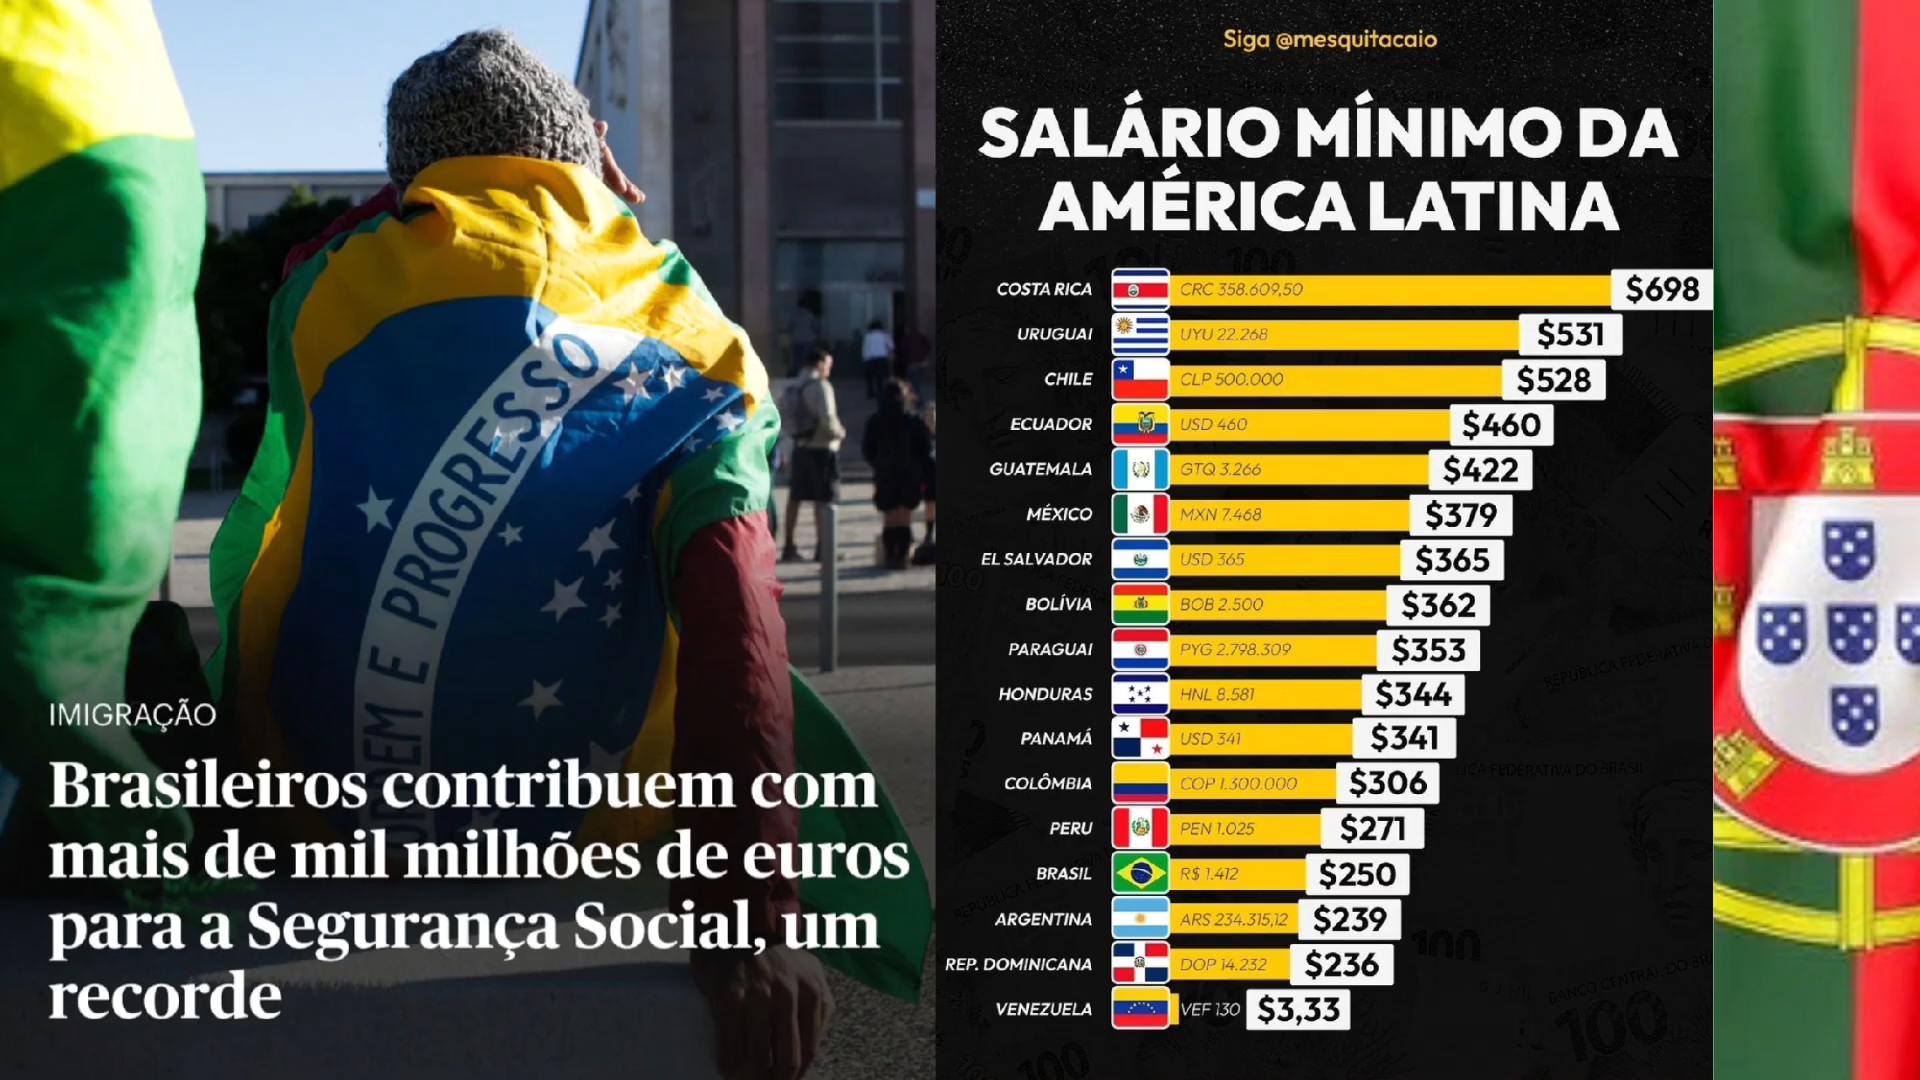 ORDEM E PROGRESSO
IMIGRAÇÃO
Brasileiros contribuem com
mais de mil milhões de euros
para a Segurança Social, um
recorde
Siga @mesquitacaio
SALÁRIO MÍNIMO DA
AMÉRICA LATINA
COSTA RICA CRC 358.609,50 $698
URUGUAI UYU 22.268 $531
CHILE CLP 500.000 $528
ECUADOR USD 460 $460
GUATEMALA GTQ 3.266 $422
MÉXICO MXN 7.468 $379
EL SALVADOR USD 365 $365
BOLÍVIA BOB 2.500 $362
PARAGUAI PYG 2.798.309 $353
HONDURAS HNL 8.581 $344
PANAMÁ USD 341 $341
COLÔMBIA COP 1.300.000 $306
PERU PEN 1.025 $271
BRASIL R$ 1.412 $250
ARGENTINA ARS 234.315,12 $239
REP. DOMINICANA DOP 14.232 $236
VENEZUELA VEF 130 $3,33